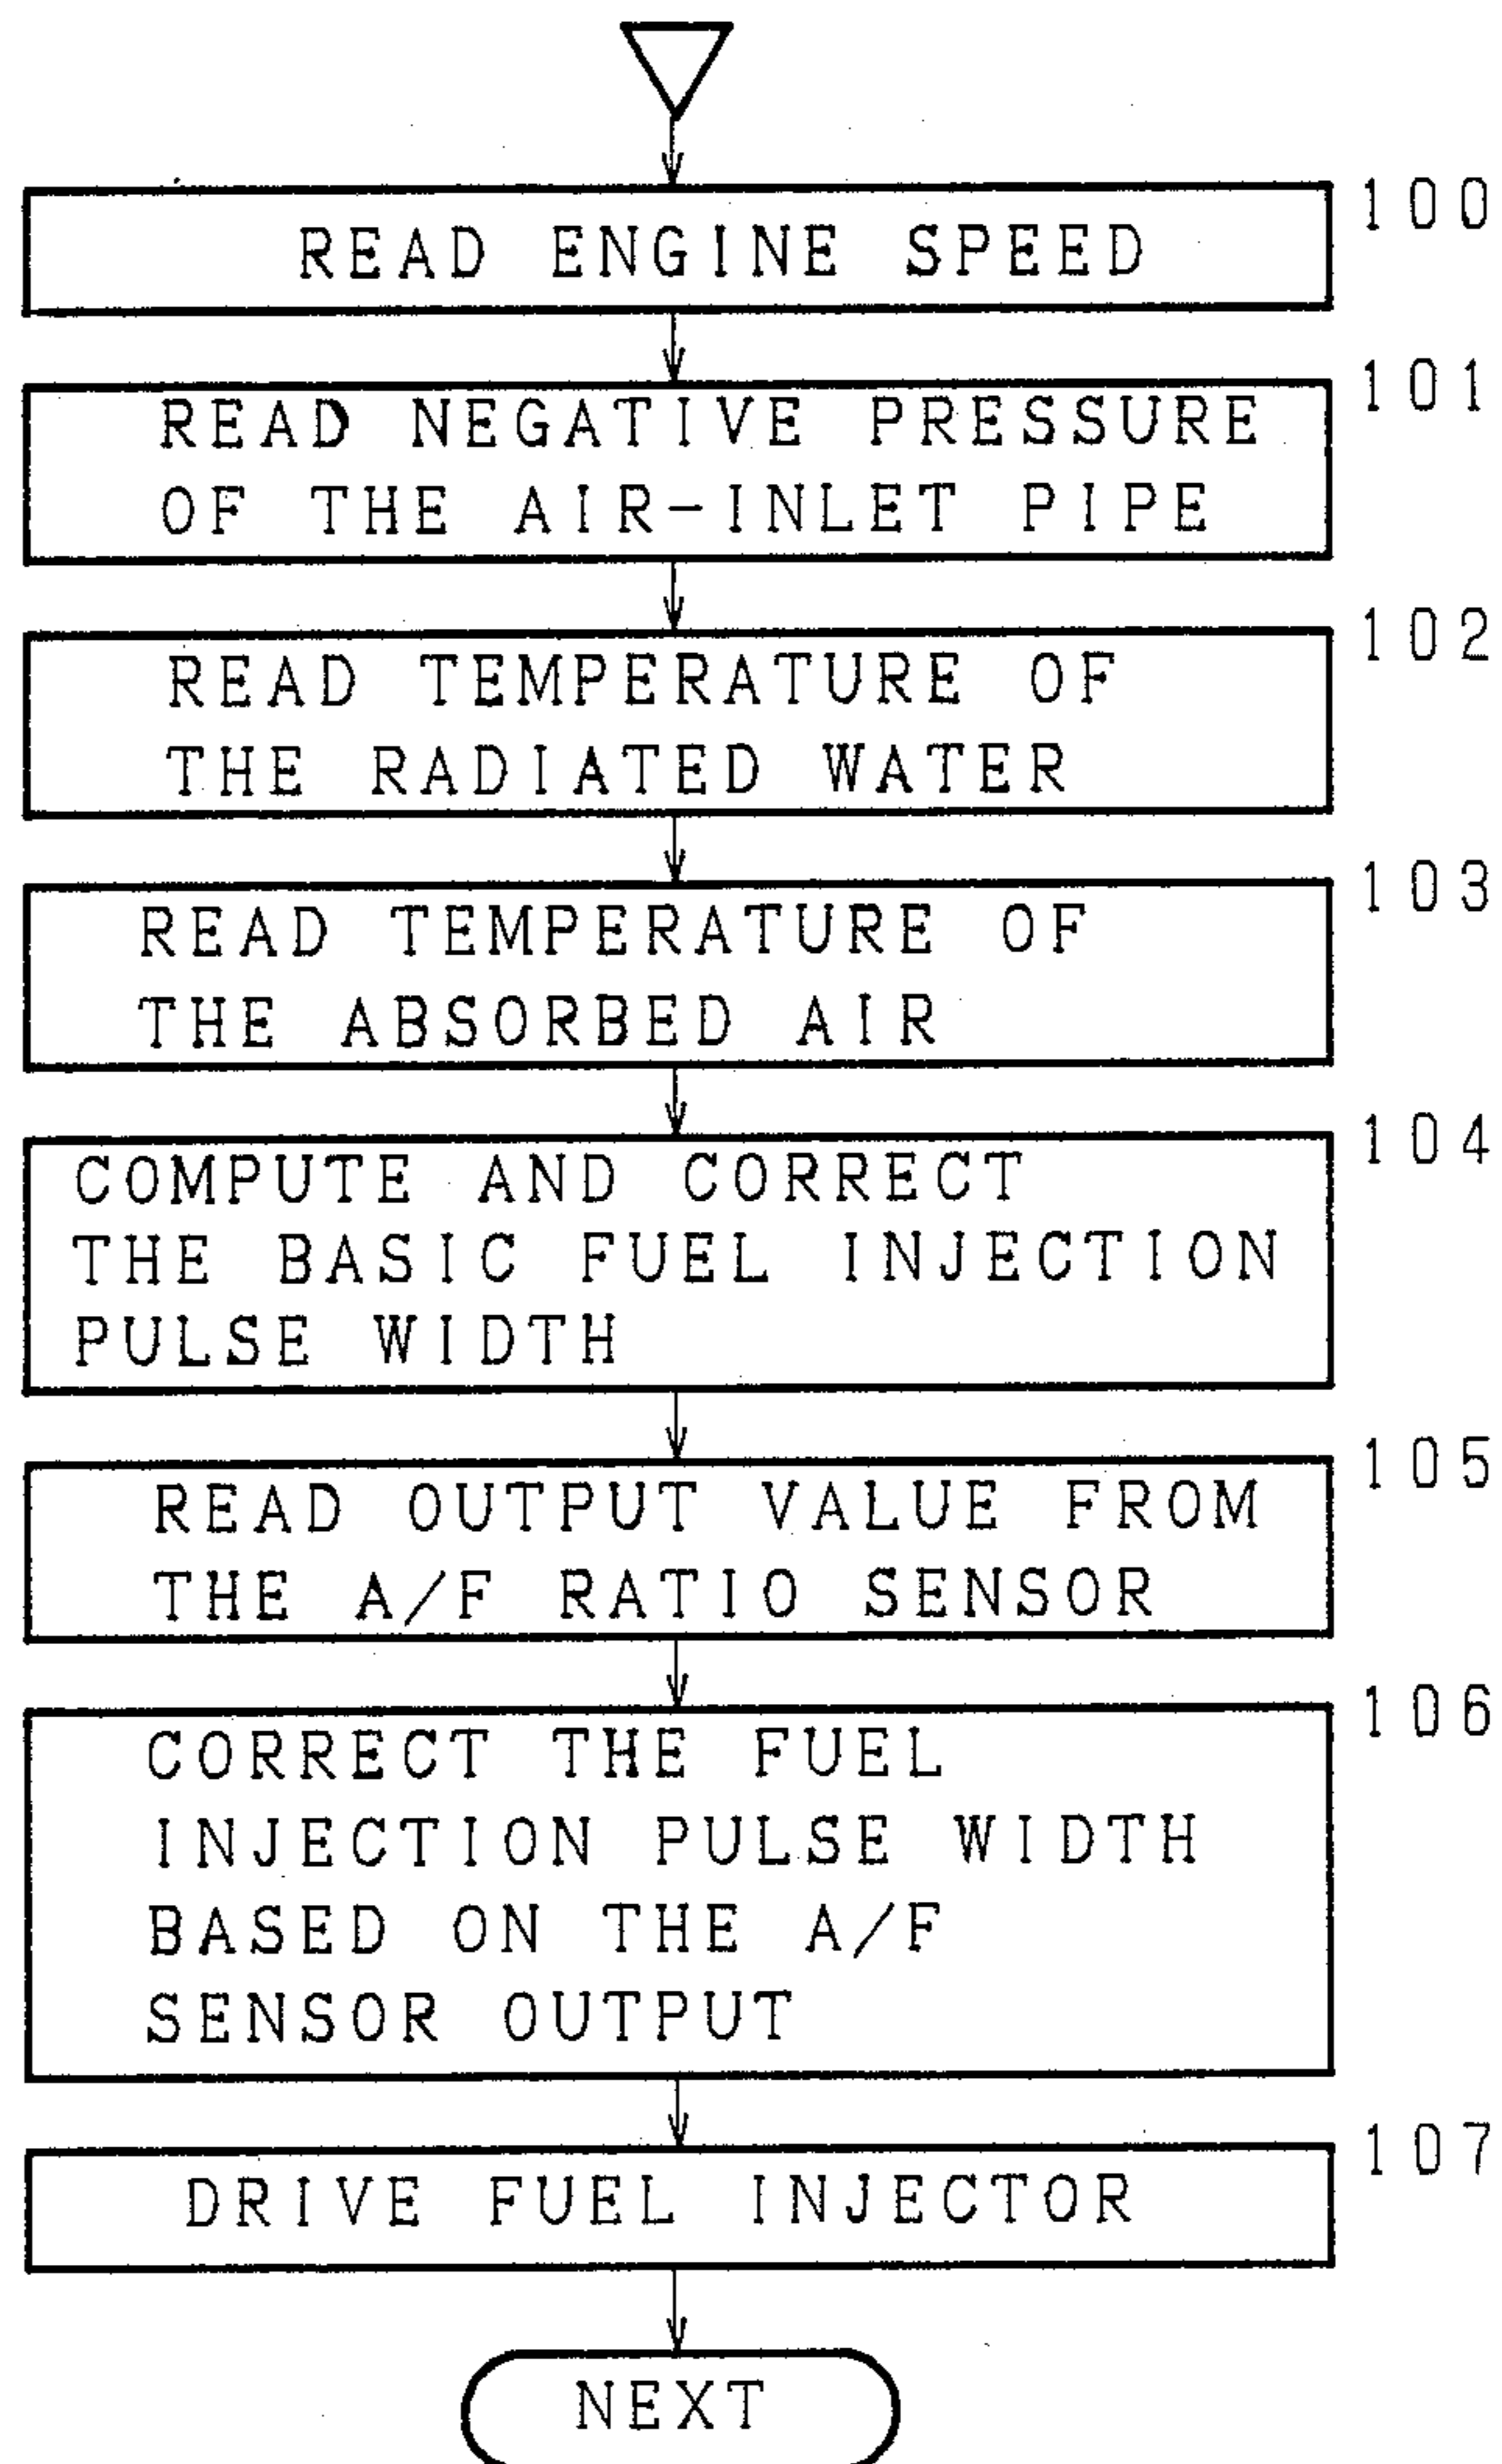 100
READ ENGINE SPEED
101
READ NEGATIVE PRESSURE
OF THE AIR-INLET PIPE
102
READ TEMPERATURE OF
THE RADIATED WATER
103
READ TEMPERATURE OF
THE ABSORBED AIR
104
COMPUTE AND CORRECT
THE BASIC FUEL INJECTION
PULSE WIDTH
105
READ OUTPUT VALUE FROM
THE A/F RATIO SENSOR
106
CORRECT THE FUEL
INJECTION PULSE WIDTH
BASED ON THE A/F
SENSOR OUTPUT
107
DRIVE FUEL INJECTOR
NEXT